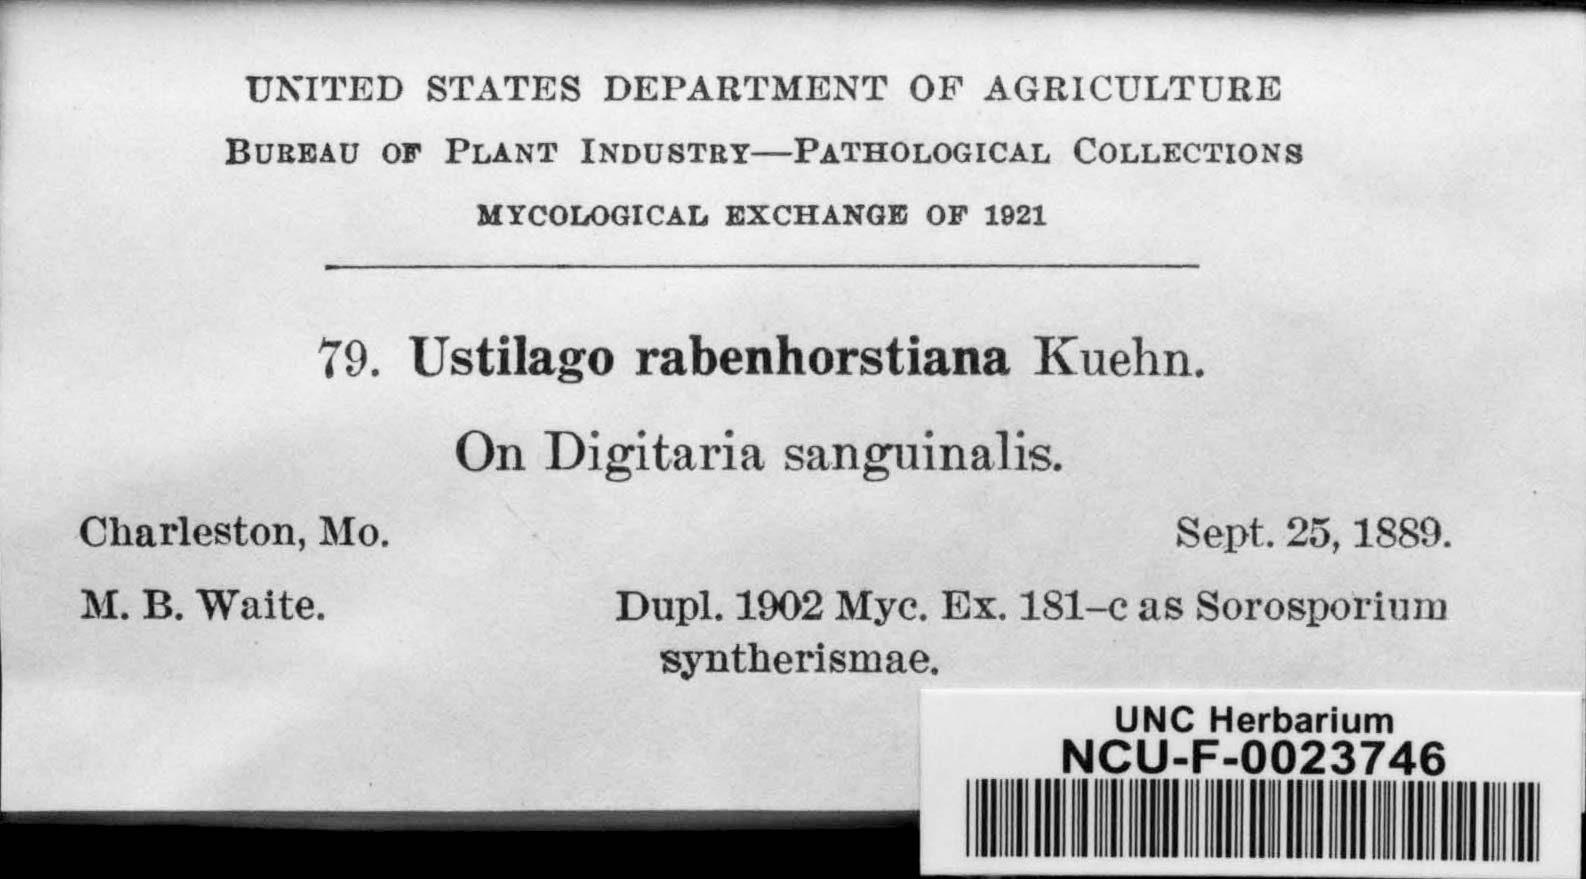 UNITED STATES DEPARTMENT OF AGRICULTURE
BUREAU OF PLANT INDUSTRY—PATHOLOGICAL COLLECTIONS
MYCOLOGICAL EXCHANGE OF 1921
79. Ustilago rabenhorstiana Kuehn.
On Digitaria sanguinalis.
Charleston, Mo. Sept. 25, 1889.
M. B. Waite. Dupl. 1902 Myc. Ex. 181-c as Sorosporium
syntherismae.
UNC Herbarium
NCU-F-0023746